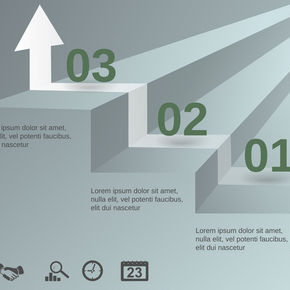 03
ipsum dolor sit amet,
elit, vel potenti faucibus,
nascetur
02
Lorem ipsum dolor sit amet,
nulla elit, vel potenti faucibus,
elit dui nascetur
01
Lorem ipsum dolor sit amet,
nulla elit, vel potenti faucibus,
elit dui nascetur
23